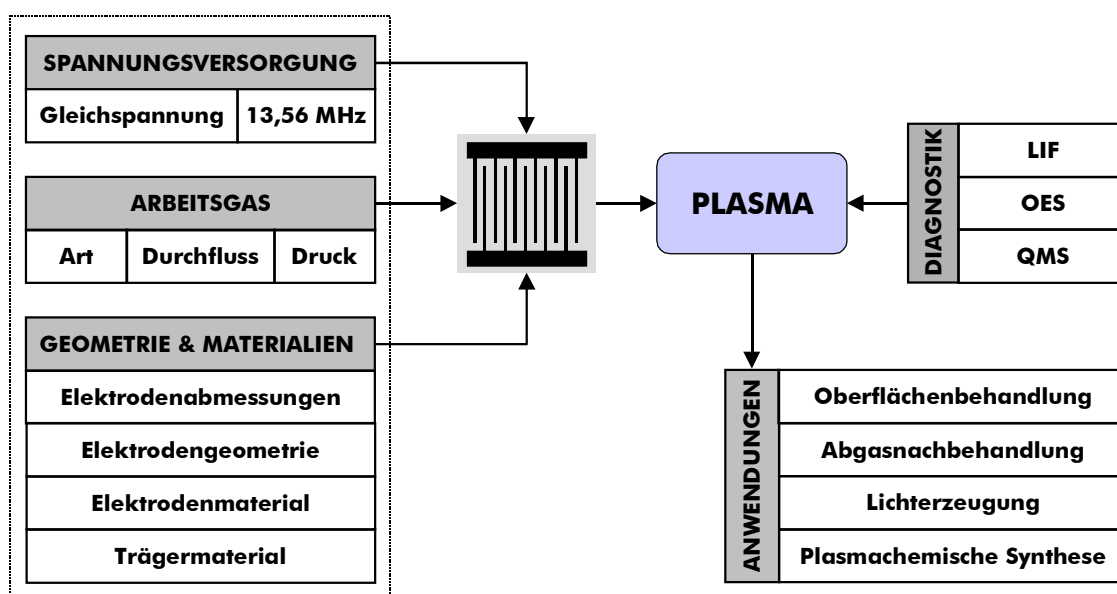 SPANNUNGSVERSORGUNG
Gleichspannung
13,56 MHz
ARBEITSGAS
Art
Durchfluss
Druck
GEOMETRIE & MATERIALIEN
Elektrodenabmessungen
Elektrodengeometrie
Elektrodenmaterial
Trägermaterial
PLASMA
DIAGNOSTIK
LIF
OES
QMS
ANWENDUNGEN
Oberflächenbehandlung
Abgasnachbehandlung
Lichterzeugung
Plasmachemische Synthese